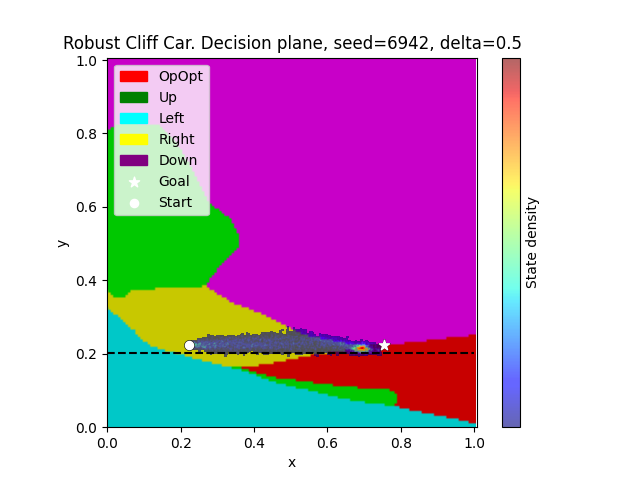 Robust Cliff Car. Decision plane, seed=6942, delta=0.5
1.0
0.8
0.6
0.4
0.2
0.0
y
OpOpt
Up
Left
Right
Down
Goal
Start
0.0 0.2 0.4 0.6 0.8 1.0
x
State density